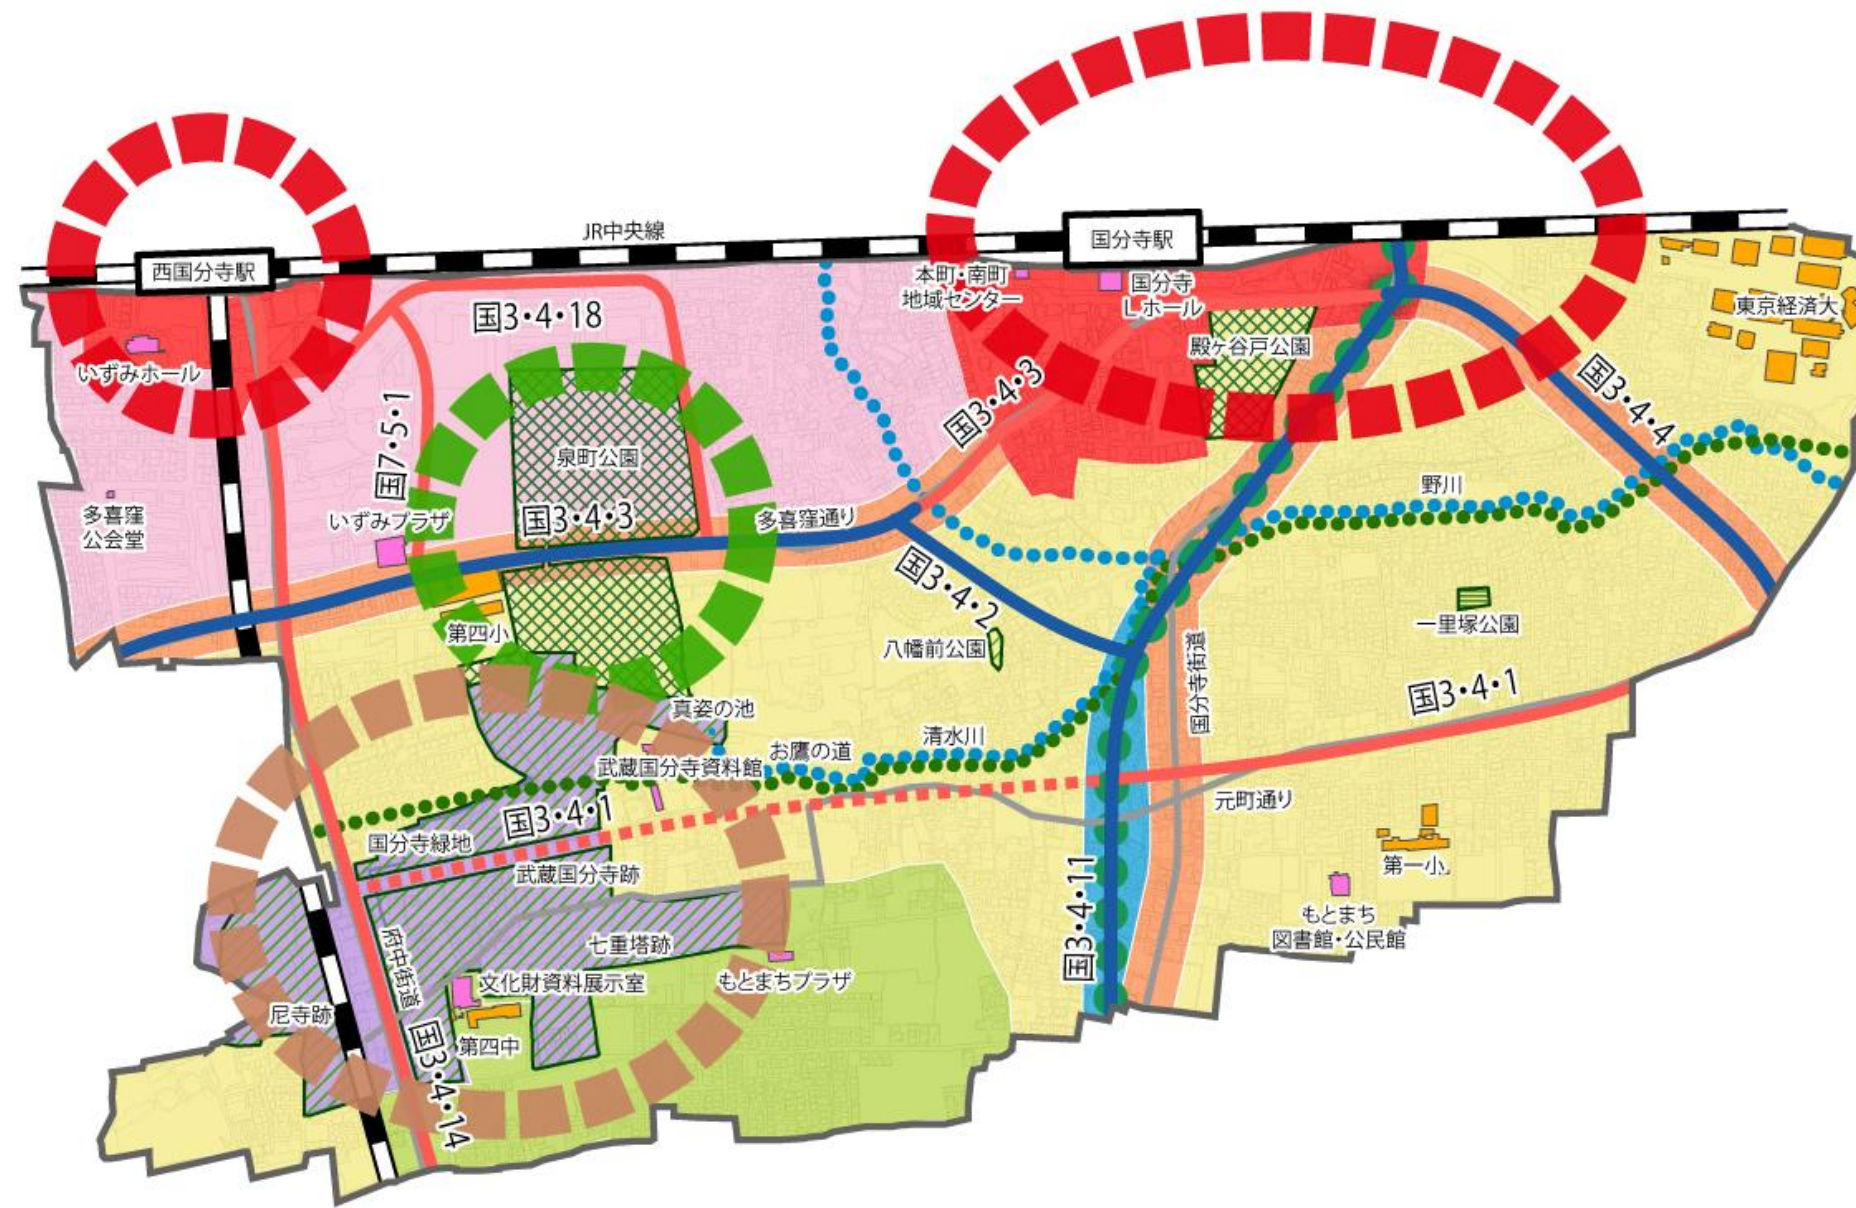 JR中央線
西国分寺駅
国分寺駅
本町・南町
地域センター
国分寺
Lホール
東京経済大
国3・4・18
殿ヶ谷戸公園
いずみホール
国3・4・3
国3・4・4
国7・5・1
泉町公園
野川
多喜窪
公会堂
いずみプラザ
国3・4・3
多喜窪通り
国3・4・2
第四小
八幡前公園
一里塚公園
国分寺街道
国3・4・1
真姿の池
お鷹の道
清水川
武蔵国分寺資料館
国3・4・1
元町通り
国分寺緑地
武蔵国分寺跡
第一小
国3・4・11
もとまち
図書館・公民館
七重塔跡
府中街道
文化財資料展示室
もとまちプラザ
尼寺跡
第四中
国3・4・14